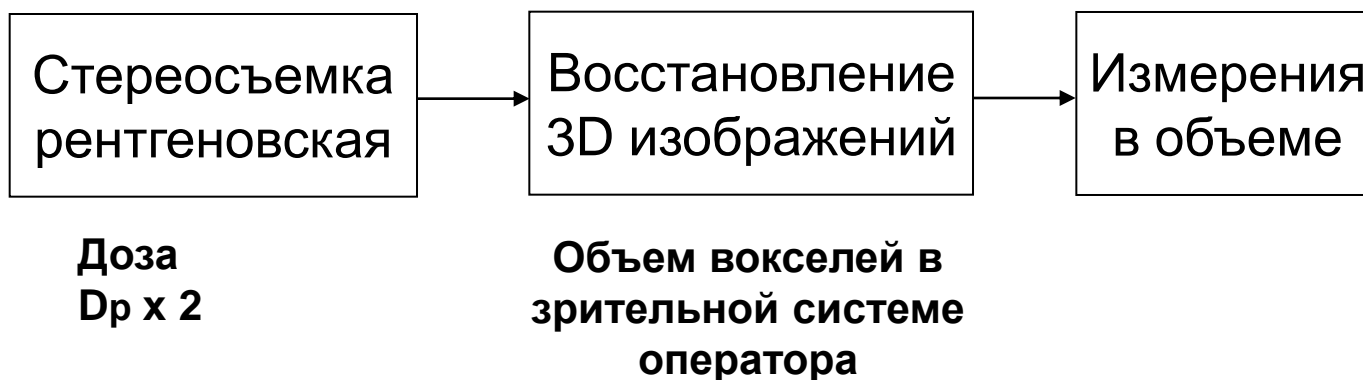 Стереосъемка
рентгеновская
Восстановление
3D изображений
Измерения
в объеме
Доза
Dp x 2
Объем вокселей в
зрительной системе
оператора